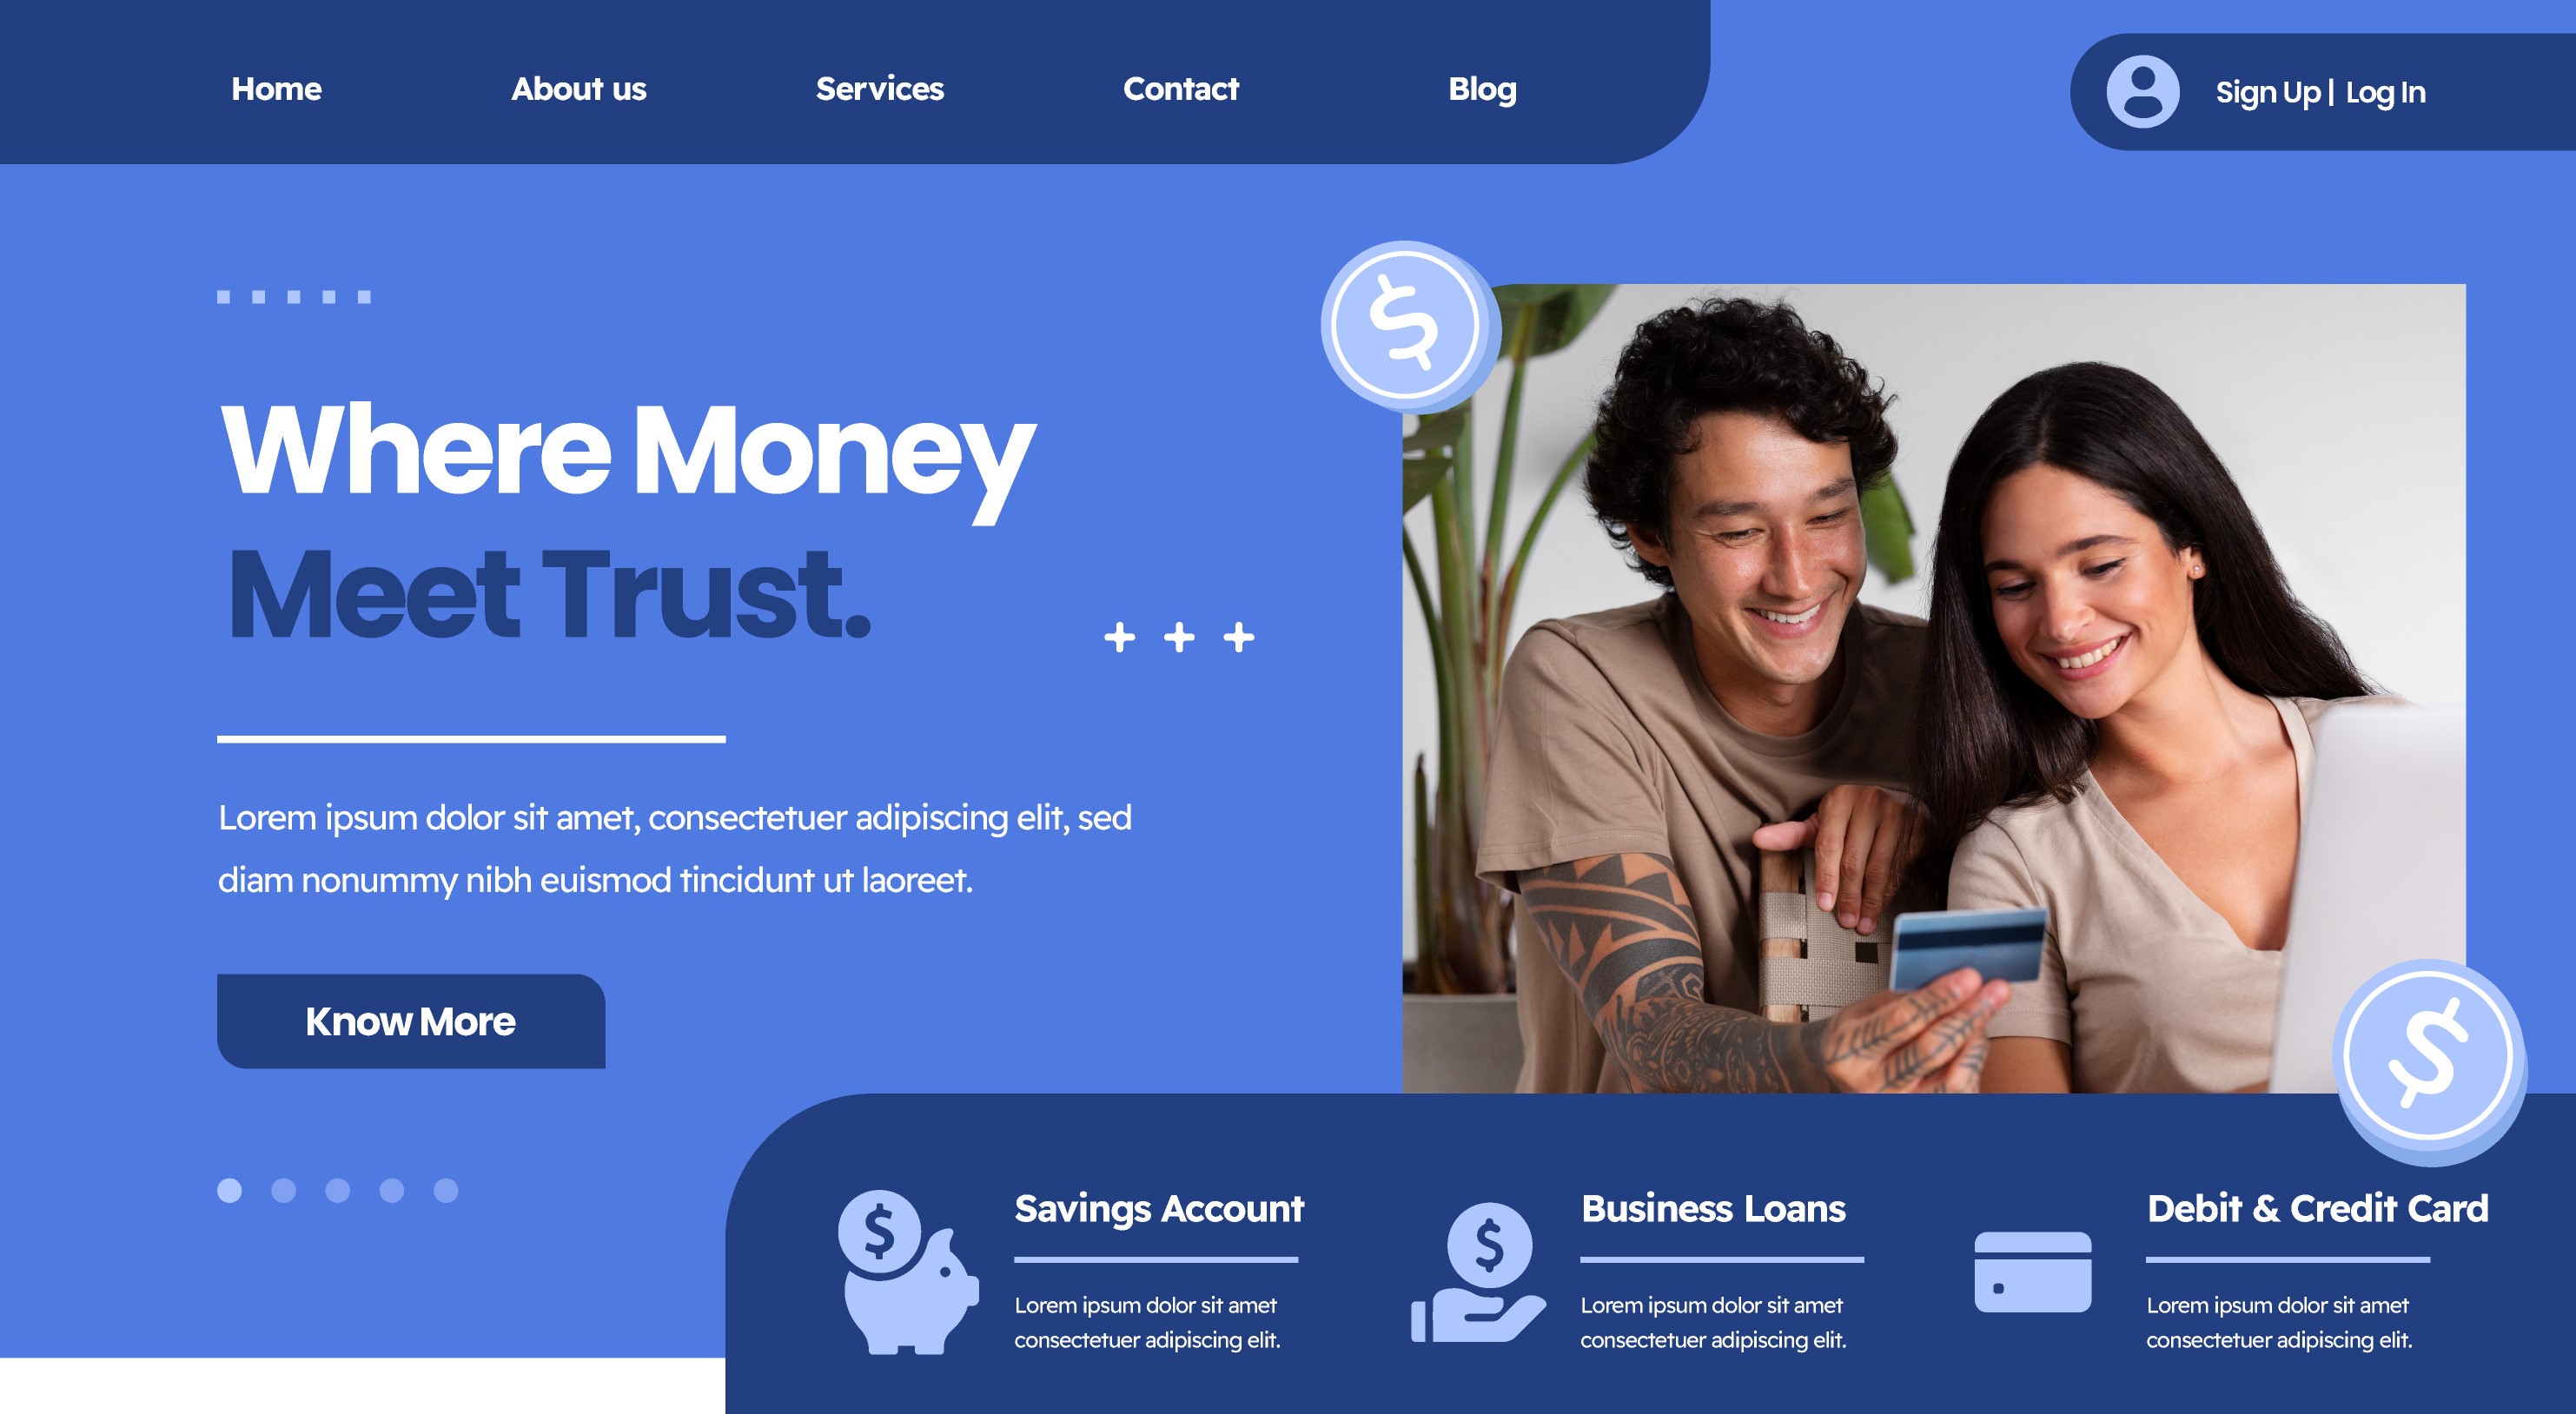 Home About us Services Contact Blog
Sign Up | Log In
$
Where Money
Meet Trust.
Lorem ipsum dolor sit amet, consectetuer adipiscing elit, sed
diam nonummy nibh euismod tincidunt ut laoreet.
Know More
$
$
Savings Account
Lorem ipsum dolor sit amet
consectetuer adipiscing elit.
$
Business Loans
Lorem ipsum dolor sit amet
consectetuer adipiscing elit.
Debit & Credit Card
Lorem ipsum dolor sit amet
consectetuer adipiscing elit.